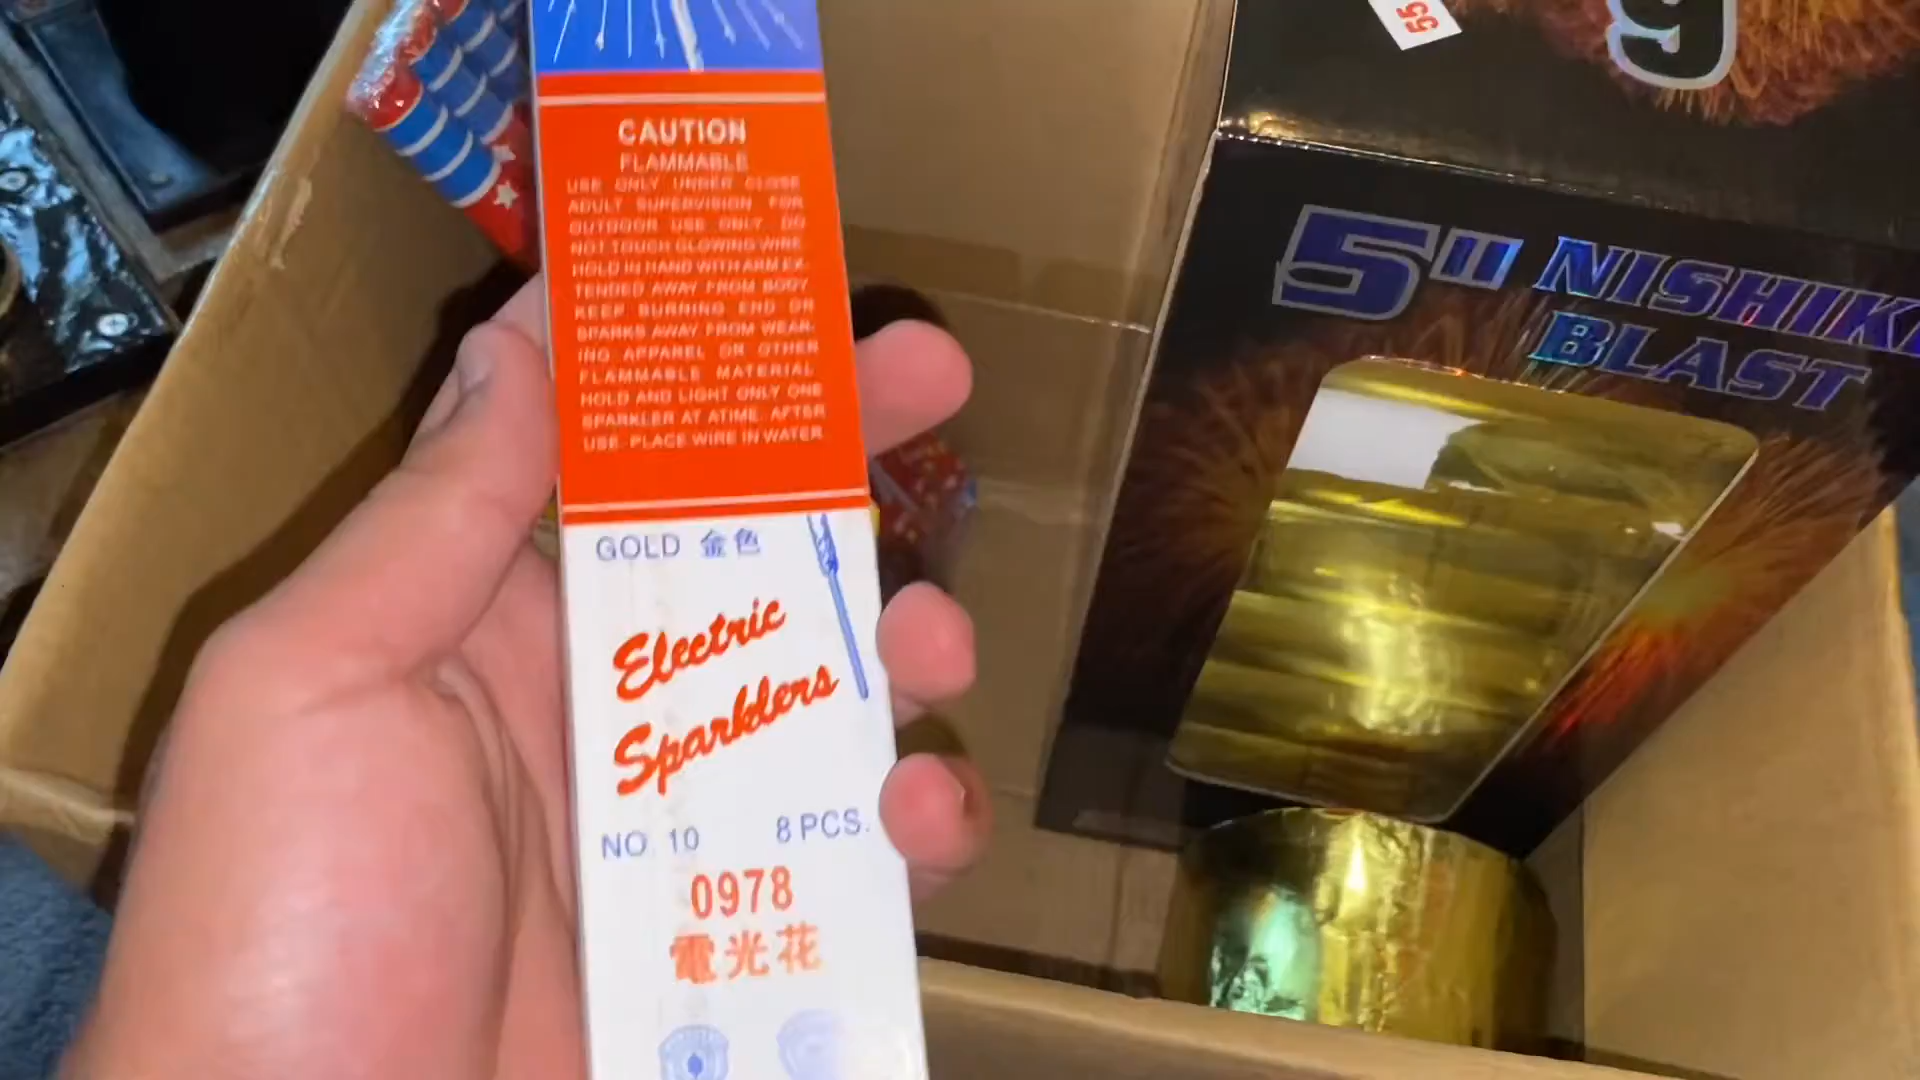 CAUTION
FLAMMABLE
USE ONLY UNDER CLOSE
ADULT SUPERVISION FOR
OUTDOOR USE ONLY. DO
NOT TOUCH GLOWING WIRE
HOLD IN HAND WITH ARM EX-
TENDED AWAY FROM BODY.
KEEP BURNING END OR
SPARKS AWAY FROM WEAR-
ING APPAREL OR OTHER
FLAMMABLE MATERIAL
HOLD AND LIGHT ONLY ONE
SPARKLER AT ATIME. AFTER
USE PLACE WIRE IN WATER
GOLD 金色
Electric
Sparklers
NO. 10 8 PCS.
0978
電光花
55
g
5" NISHIKI
BLAST